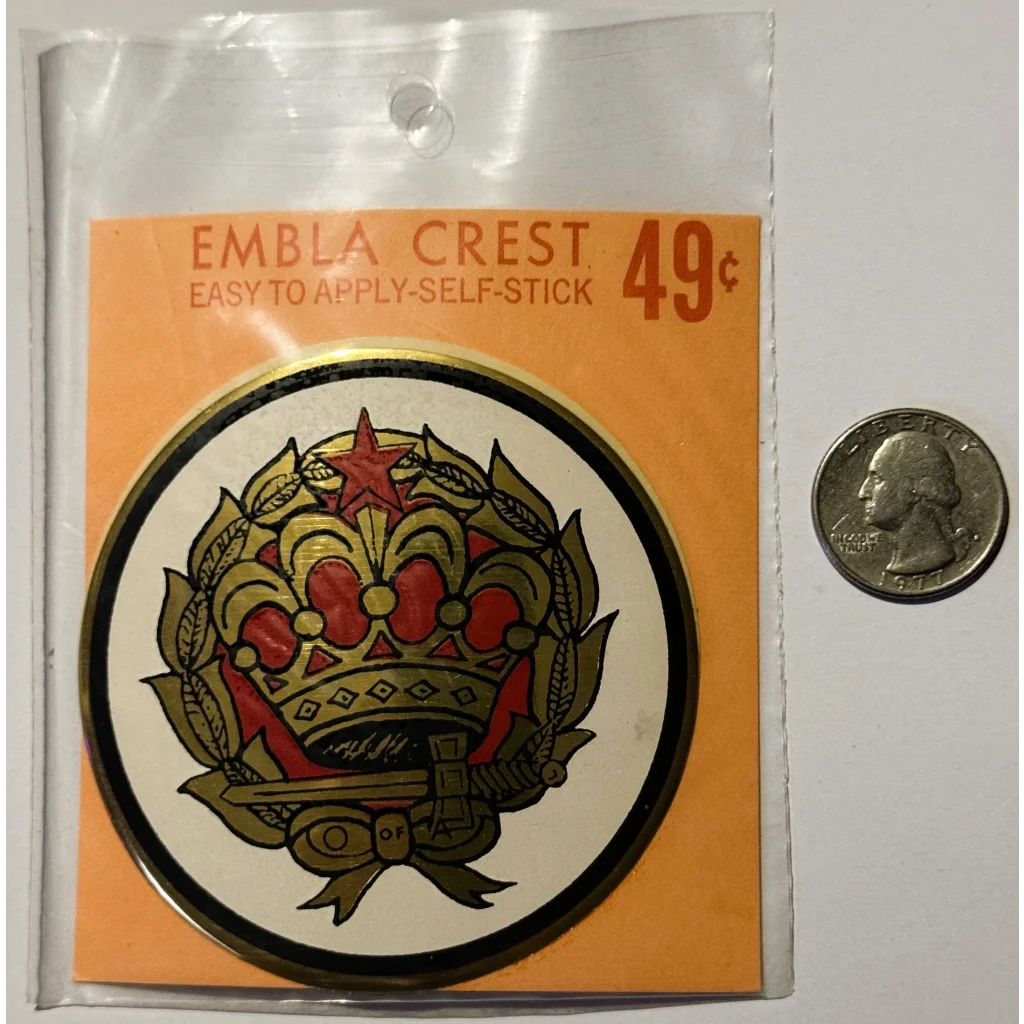 EMBLA CREST
49¢
EASY TO APPLY-SELF-STICK
LIBERTY
IN GOD WE
TRUST
1977
O OF A